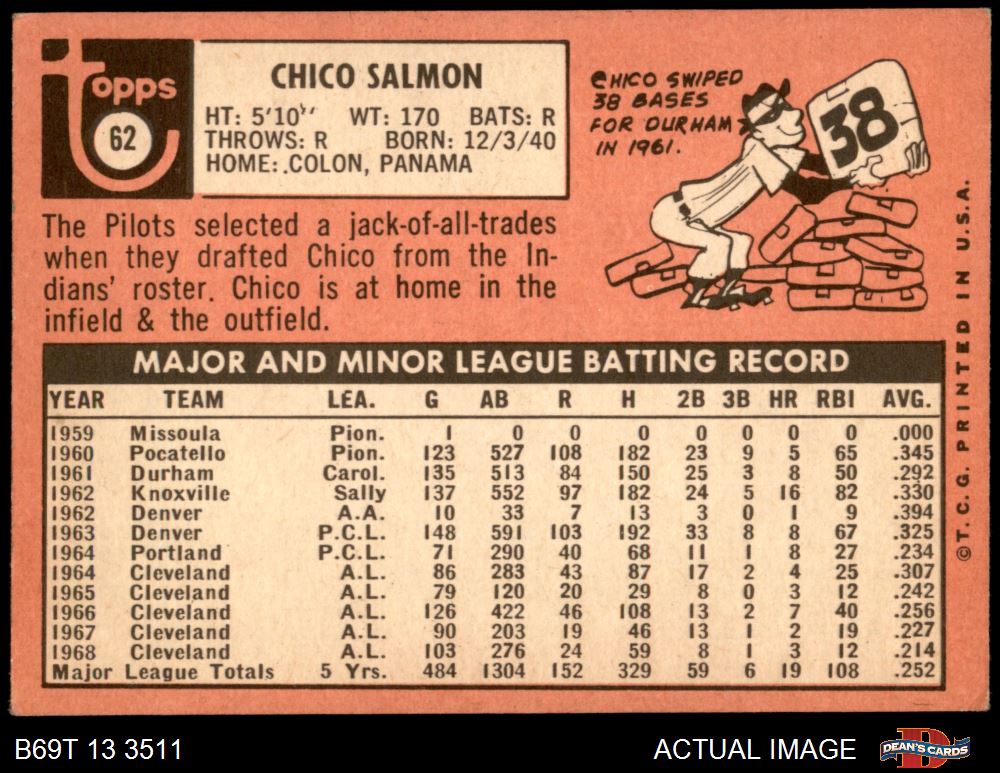 Topps
62
CHICO SALMON
HT: 5'10" WT: 170 BATS: R
THROWS: R BORN: 12/3/40
HOME: COLON, PANAMA
CHICO SWIPED
38 BASES
FOR DURHAM
IN 1961.
38
The Pilots selected a jack-of-all-trades
when they drafted Chico from the In-
dians' roster. Chico is at home in the
infield & the outfield.
MAJOR AND MINOR LEAGUE BATTING RECORD
YEAR TEAM LEA. G AB R H 2B 3B HR RBI AVG.
1959 Missoula Pion. 1 0 0 0 0 0 0 0 .000
1960 Pocatello Pion. 123 527 108 182 23 9 5 65 .345
1961 Durham Carol. 135 513 84 150 25 3 8 50 .292
1962 Knoxville Sally 137 552 97 182 24 5 16 82 .330
1962 Denver A.A. 10 33 7 13 3 0 1 9 .394
1963 Denver P.C.L. 148 591 103 192 33 8 8 67 .325
1964 Portland P.C.L. 71 290 40 68 11 1 8 27 .234
1964 Cleveland A.L. 86 283 43 87 17 2 4 25 .307
1965 Cleveland A.L. 79 120 20 29 8 0 3 12 .242
1966 Cleveland A.L. 126 422 46 108 13 2 7 40 .256
1967 Cleveland A.L. 90 203 19 46 13 1 2 19 .227
1968 Cleveland A.L. 103 276 24 59 8 1 3 12 .214
Major League Totals 5 Yrs. 484 1304 152 329 59 6 19 108 .252
©T.C.G. PRINTED IN U.S.A.
B69T 13 3511
ACTUAL IMAGE
DEAN'S CARDS